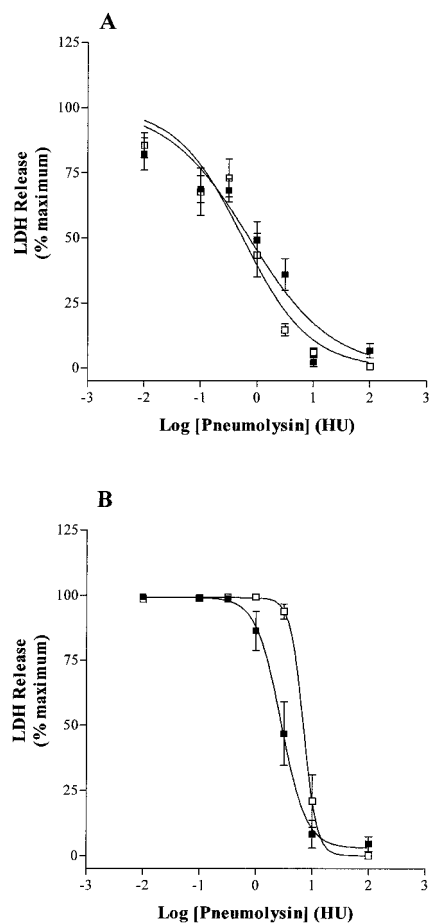 A
LDH Release
(% maximum)
125
100
75
50
25
0
-3 -2 -1 0 1 2 3
Log [Pneumolysin] (HU)
B
LDH Release
(% maximum)
125
100
75
50
25
0
-3 -2 -1 0 1 2 3
Log [Pneumolysin] (HU)